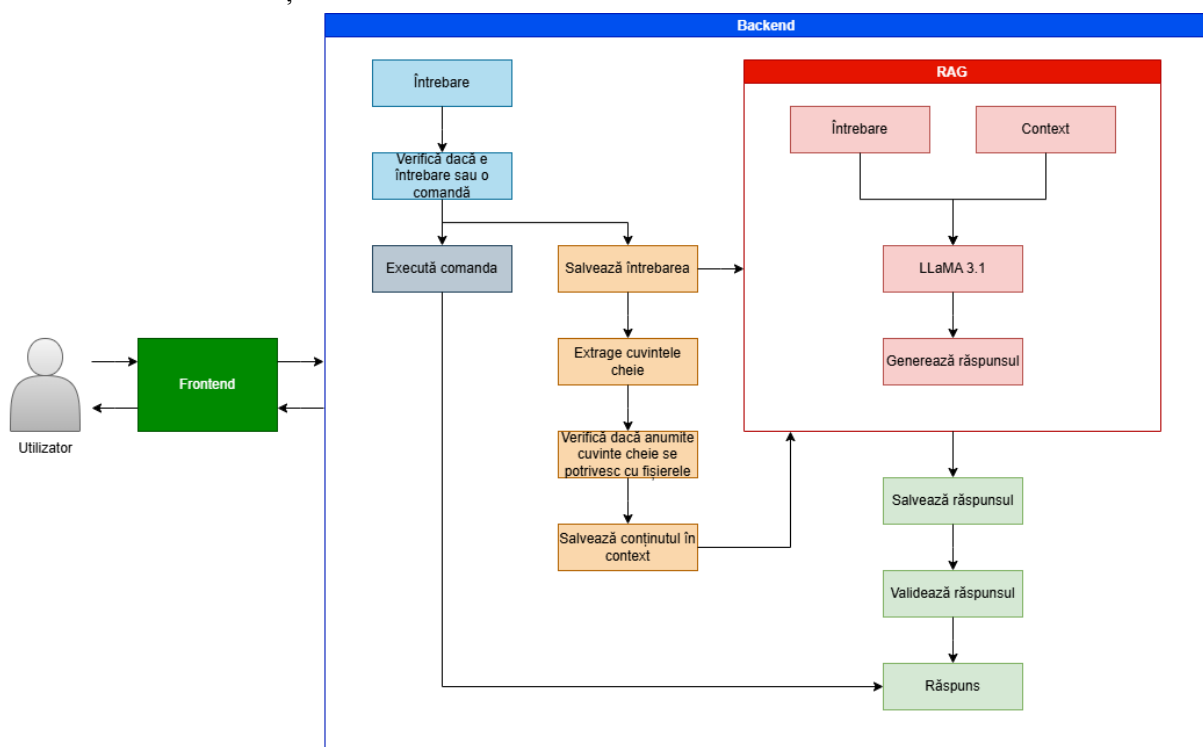 Backend
Întrebare
RAG
Întrebare
Context
Verifică dacă e
întrebare sau o
comandă
Execută comanda
Salvează întrebarea
LLaMA 3.1
Extrage cuvintele
cheie
Generează răspunsul
Frontend
Utilizator
Verifică dacă anumite
cuvinte cheie se
potrivesc cu fișierele
Salvează conținutul în
context
Salvează răspunsul
Validează răspunsul
Răspuns